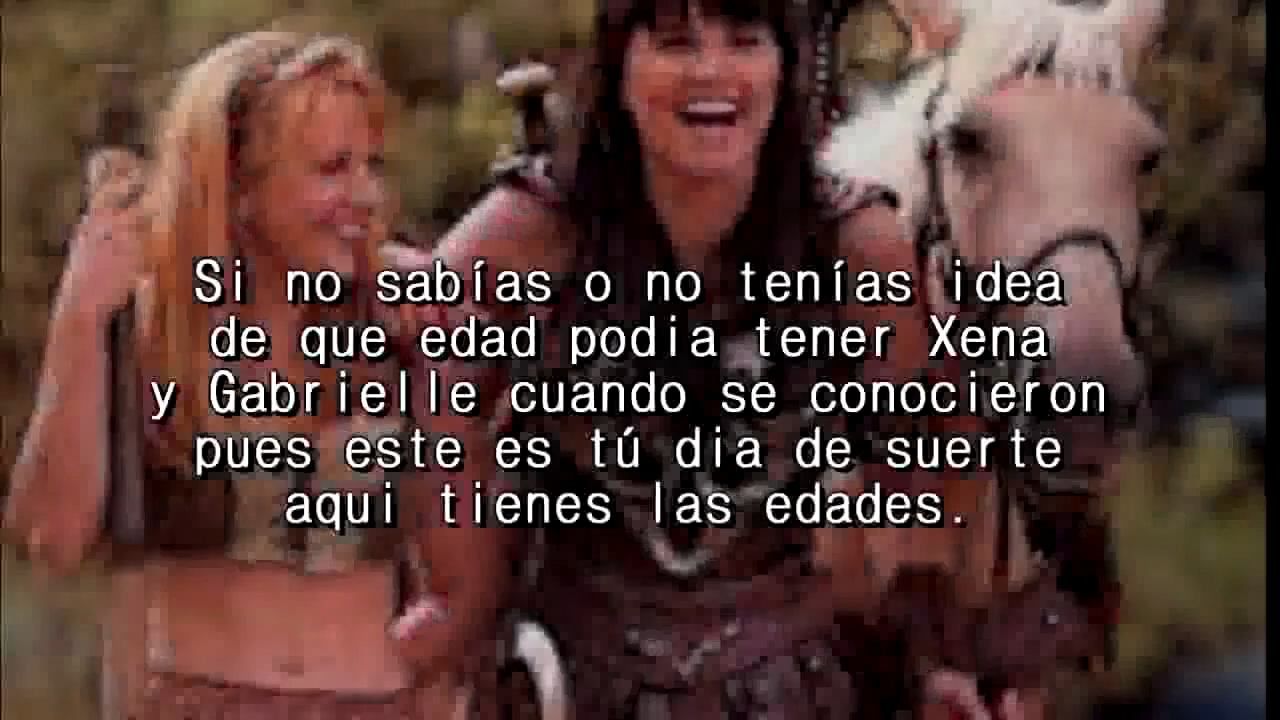 Si no sabías o no tenías idea
de que edad podia tener Xena
y Gabrielle cuando se conocieron
pues este es tú dia de suerte
aqui tienes las edades.